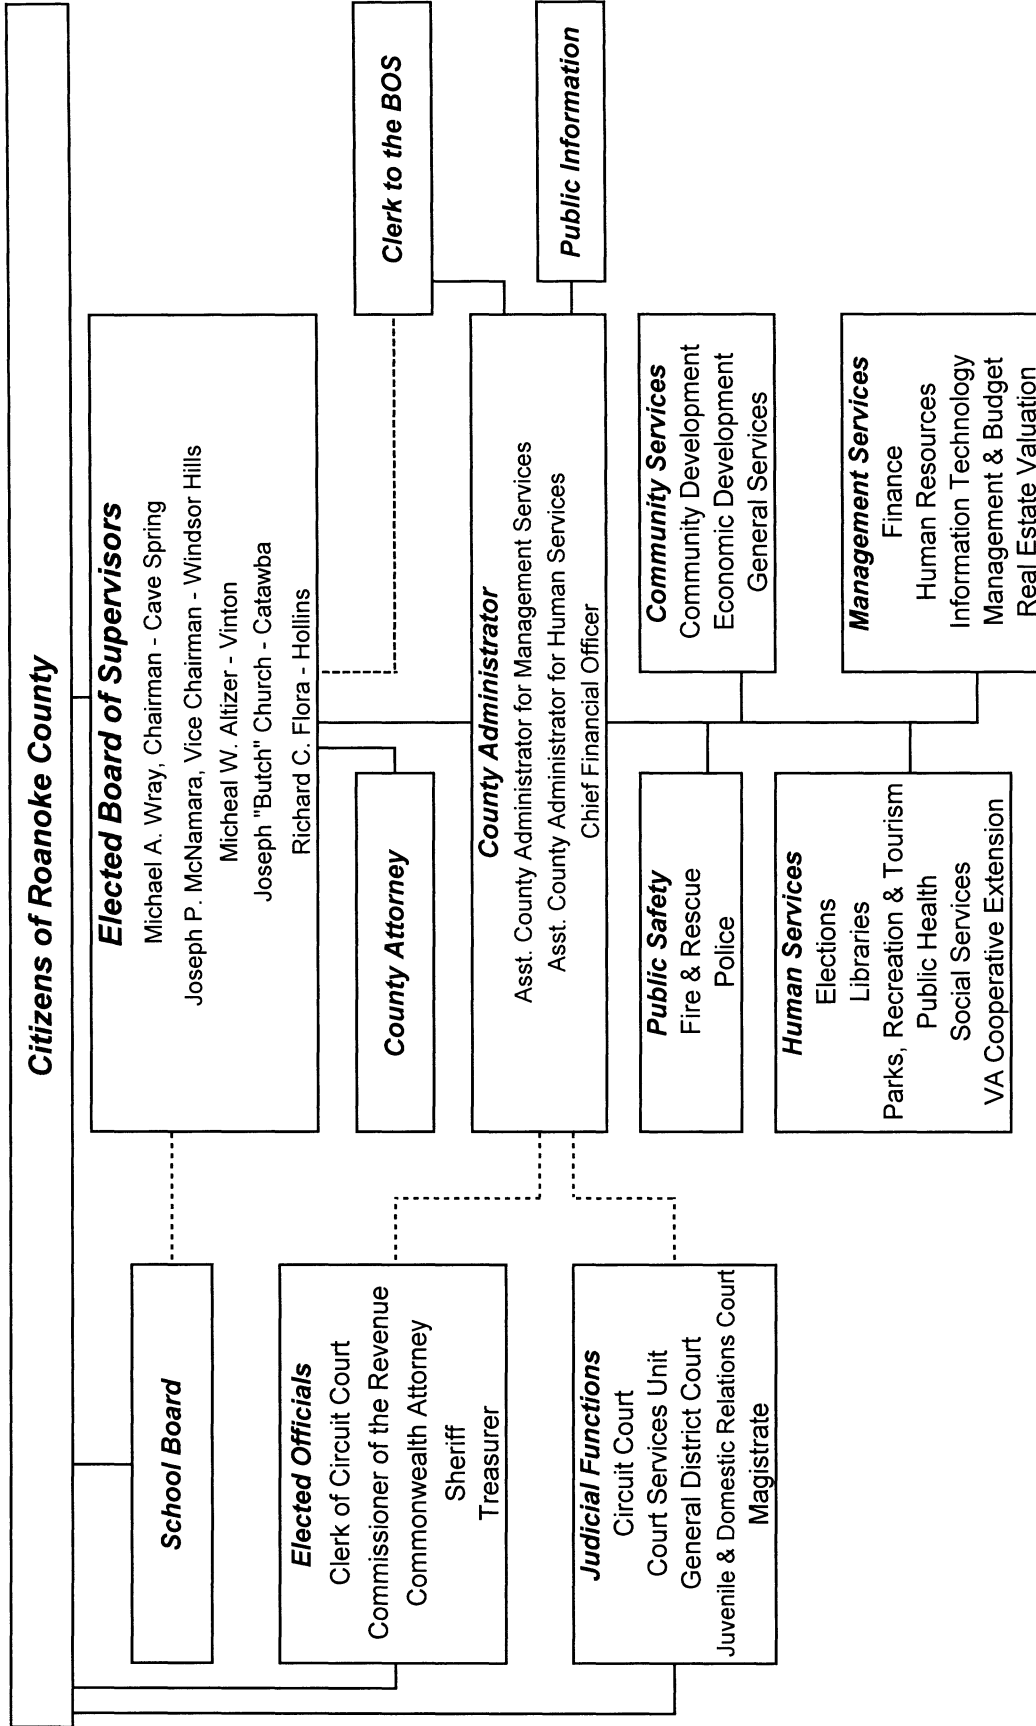 Citizens of Roanoke County
Elected Board of Supervisors
Michael A. Wray, Chairman - Cave Spring
Joseph P. McNamara, Vice Chairman - Windsor Hills
Micheal W. Altizer - Vinton
Joseph "Butch" Church - Catawba
Richard C. Flora - Hollins
School Board
County Attorney
Clerk to the BOS
Elected Officials
Clerk of Circuit Court
Commissioner of the Revenue
Commonwealth Attorney
Sheriff
Treasurer
County Administrator
Asst. County Administrator for Management Services
Asst. County Administrator for Human Services
Chief Financial Officer
Public Information
Judicial Functions
Circuit Court
Court Services Unit
General District Court
Juvenile & Domestic Relations Court
Magistrate
Public Safety
Fire & Rescue
Police
Community Services
Community Development
Economic Development
General Services
Human Services
Elections
Libraries
Parks, Recreation & Tourism
Public Health
Social Services
VA Cooperative Extension
Management Services
Finance
Human Resources
Information Technology
Management & Budget
Real Estate Valuation